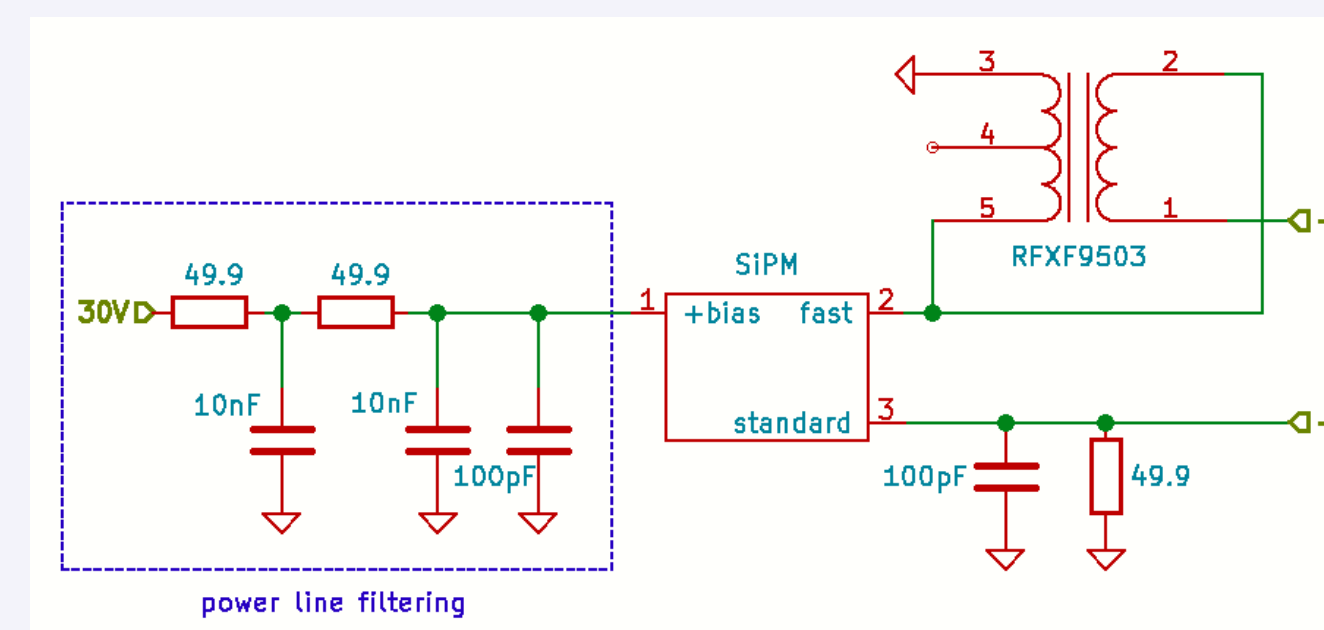 3
2
4
5
1
RFXF9503
49.9
49.9
30V
10nF
10nF
100pF
SiPM
1
+bias
fast
2
standard
3
100pF
49.9
power line filtering